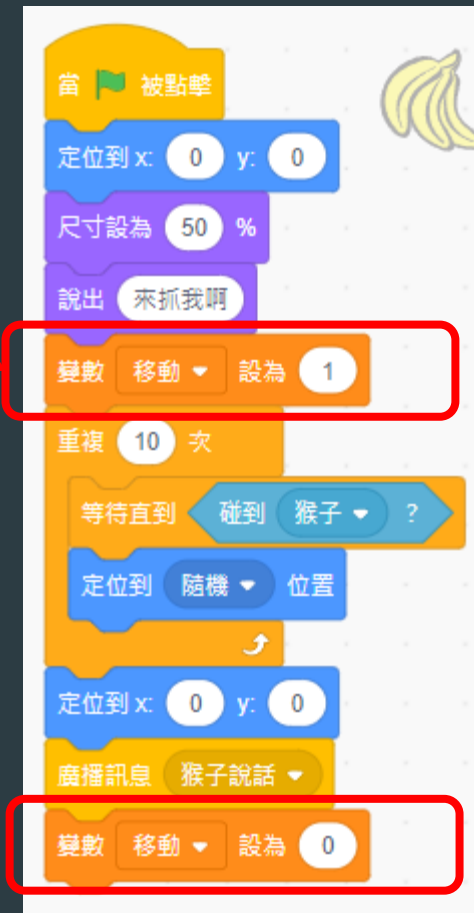 當 被點擊
定位到 x: 0 y: 0
尺寸設為 50 %
說出 來抓我啊
變數 移動 設為 1
重複 10 次
等待直到 碰到 猴子 ?
定位到 隨機 位置
定位到 x: 0 y: 0
廣播訊息 猴子說話
變數 移動 設為 0